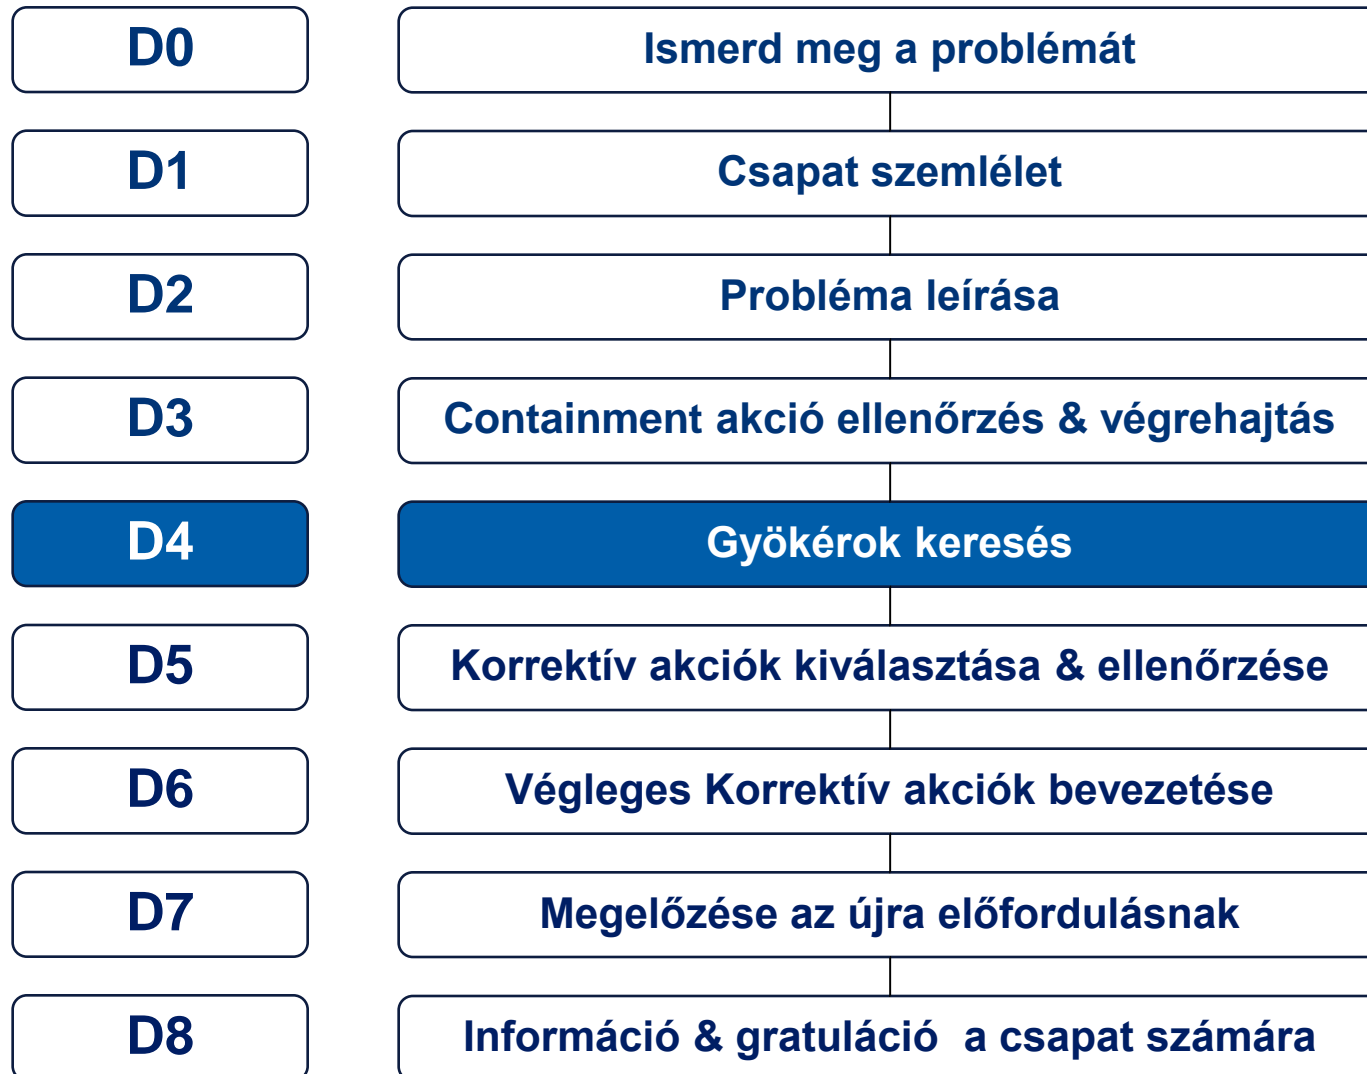 D0 Ismerd meg a problémát
D1 Csapat szemlélet
D2 Probléma leírása
D3 Containment akció ellenőrzés & végrehajtás
D4 Gyökérok keresés
D5 Korrektív akciók kiválasztása & ellenőrzése
D6 Végleges Korrektív akciók bevezetése
D7 Megelőzése az újra előfordulásnak
D8 Információ & gratuláció  a csapat számára